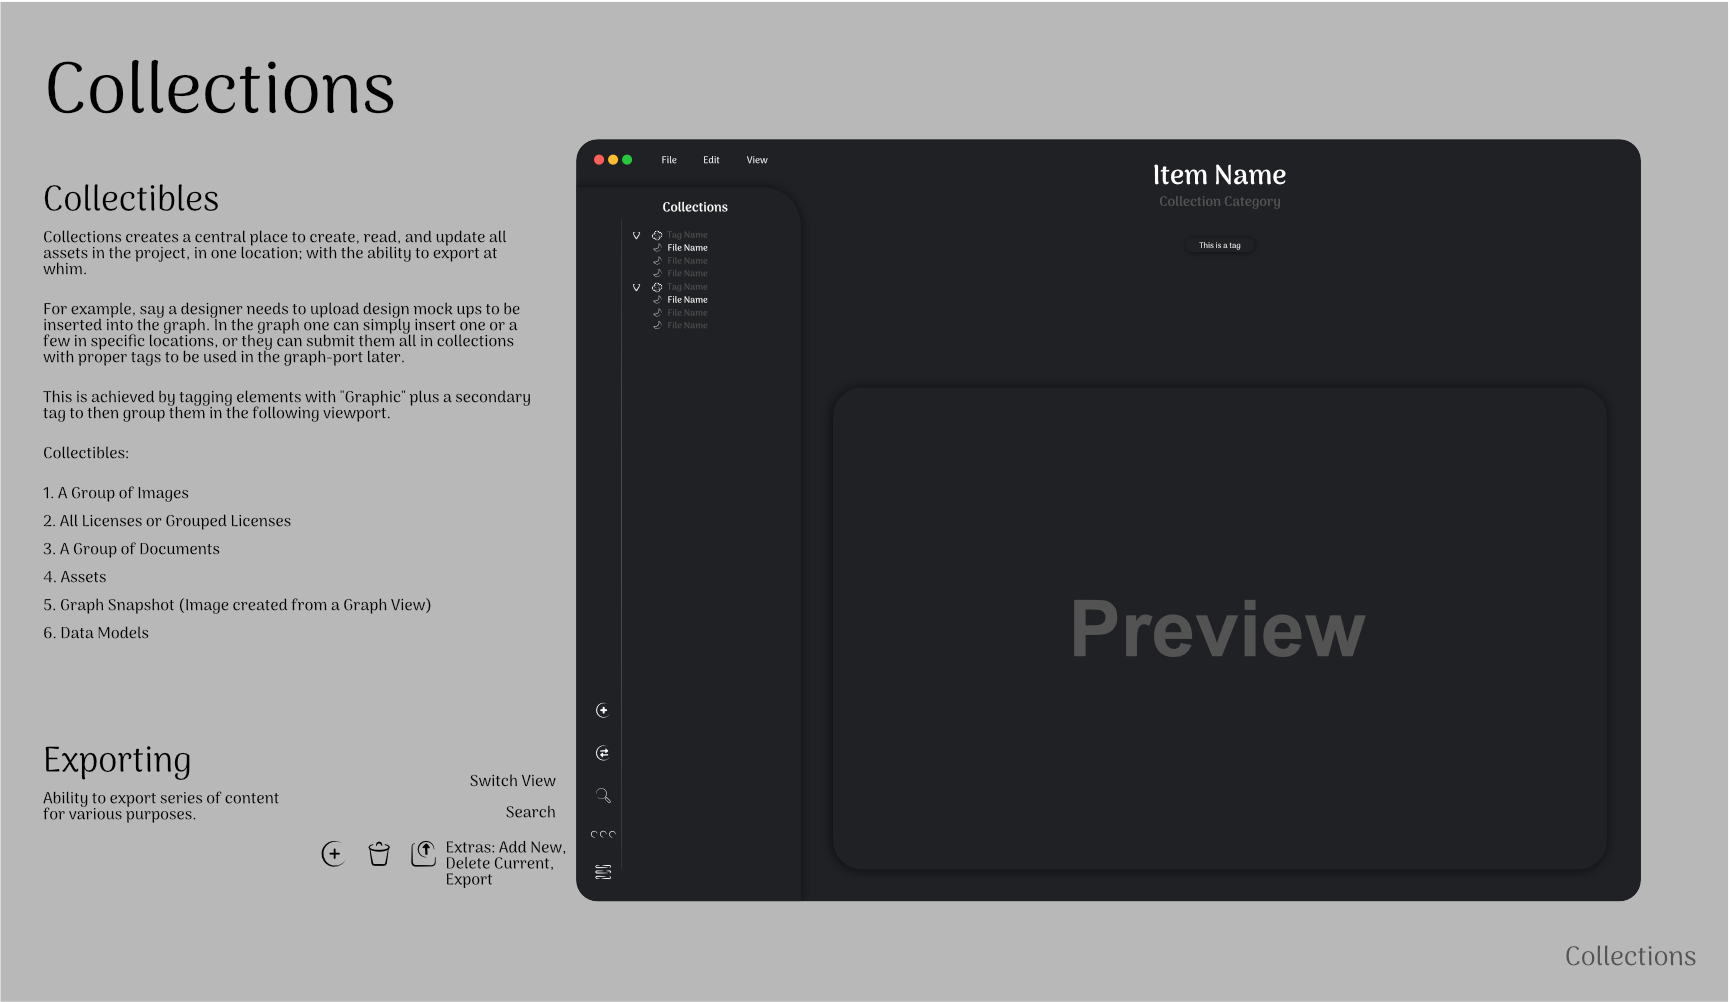 Collections
Collectibles
Collections creates a central place to create, read, and update all
assets in the project, in one location; with the ability to export at
whim.
For example, say a designer needs to upload design mock ups to be
inserted into the graph. In the graph one can simply insert one or a
few in specific locations, or they can submit them all in collections
with proper tags to be used in the graph-port later.
This is achieved by tagging elements with "Graphic" plus a secondary
tag to then group them in the following viewport.
Collectibles:
1. A Group of Images
2. All Licenses or Grouped Licenses
3. A Group of Documents
4. Assets
5. Graph Snapshot (Image created from a Graph View)
6. Data Models
Exporting
Ability to export series of content
for various purposes.
Switch View
Search
Extras: Add New,
Delete Current,
Export
File Edit View
Collections
Tag Name
File Name
File Name
File Name
Tag Name
File Name
File Name
File Name
Item Name
Collection Category
This is a tag
Preview
Collections